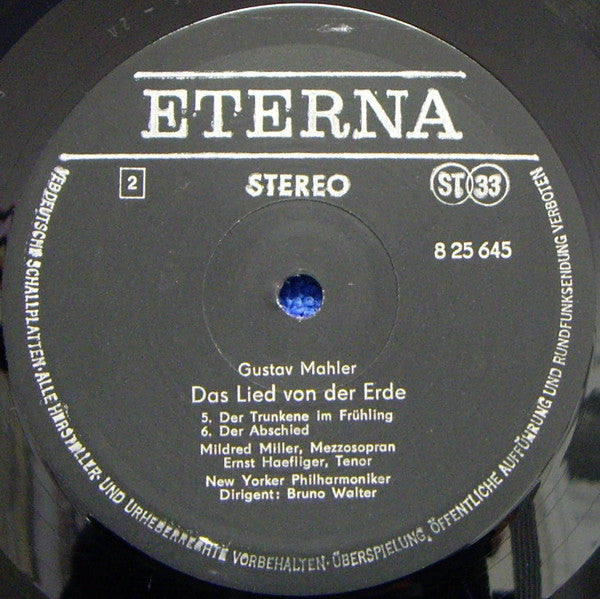 ETERNA
2
STEREO
ST 33
8 25 645
Gustav Mahler
Das Lied von der Erde
5. Der Trunkene im Frühling
6. Der Abschied
Mildred Miller, Mezzosopran
Ernst Haefliger, Tenor
New Yorker Philharmoniker
Dirigent: Bruno Walter
VEB DEUTSCHE SCHALLPLATTEN · ALLE HERSTELLER- UND URHEBERRECHTE VORBEHALTEN · ÜBERSPIELUNG, ÖFFENTLICHE AUFFÜHRUNG UND RUNDFUNKSENDUNG VERBOTEN